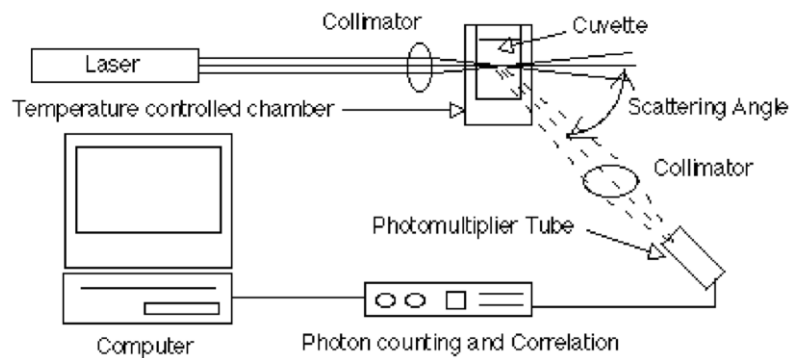 Collimator
Cuvette
Laser
Temperature controlled chamber
Scattering Angle
Collimator
Photomultiplier Tube
Computer
Photon counting and Correlation